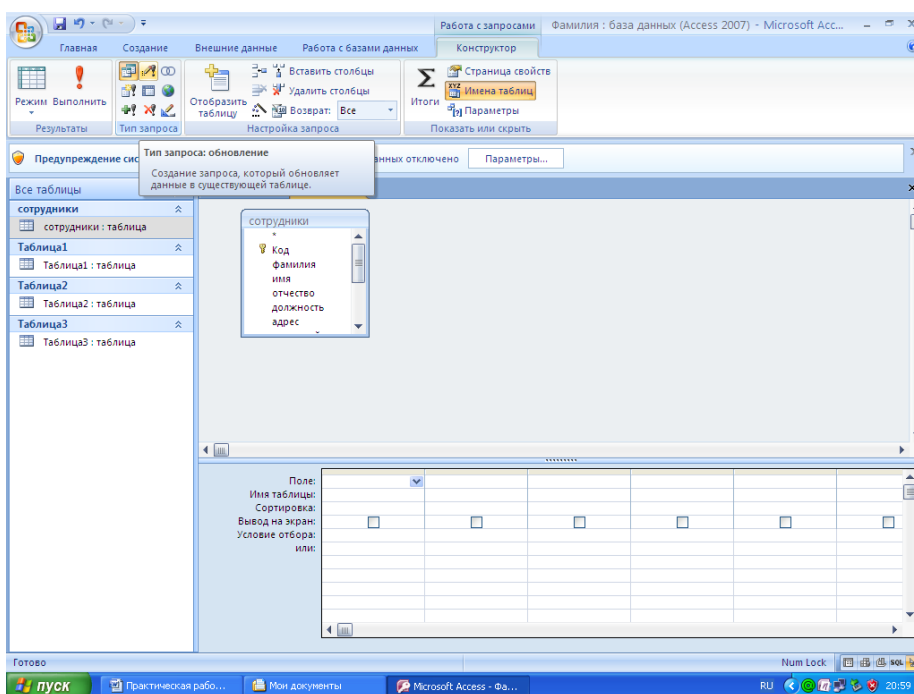 Работа с запросами
Фамилия : база данных (Access 2007) - Microsoft Acc...
Главная Создание Внешние данные Работа с базами данных Конструктор
Режим Выполнить
Отобразить таблицу
Вставить столбцы
Удалить столбцы
Возврат: Все
Итоги
Страница свойств
Имена таблиц
Параметры
Результаты Тип запроса Настройка запроса Показать или скрыть
Предупреждение сис
Тип запроса: обновление
Создание запроса, который обновляет
данные в существующей таблице.
нных отключено Параметры...
Все таблицы
сотрудники
сотрудники : таблица
Таблица1
Таблица1 : таблица
Таблица2
Таблица2 : таблица
Таблица3
Таблица3 : таблица
сотрудники
*
Код
фамилия
имя
отчество
должность
адрес
Поле:
Имя таблицы:
Сортировка:
Вывод на экран:
Условие отбора:
или:
Готово Num Lock SQL
пуск Практическая рабо... Мои документы Microsoft Access - Фа... RU 20:59